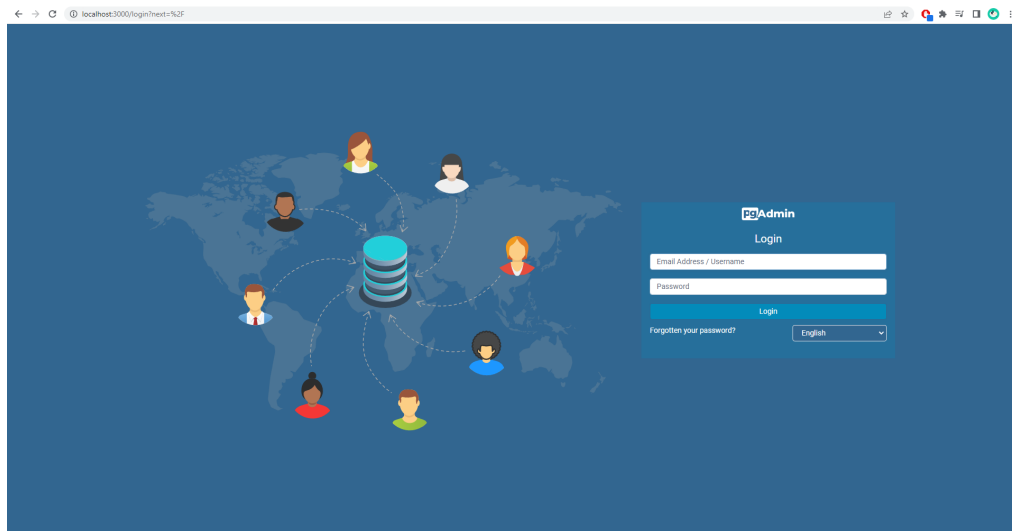 localhost:3000/login?next=%2F
pgAdmin
Login
Email Address / Username
Password
Login
Forgotten your password?
English